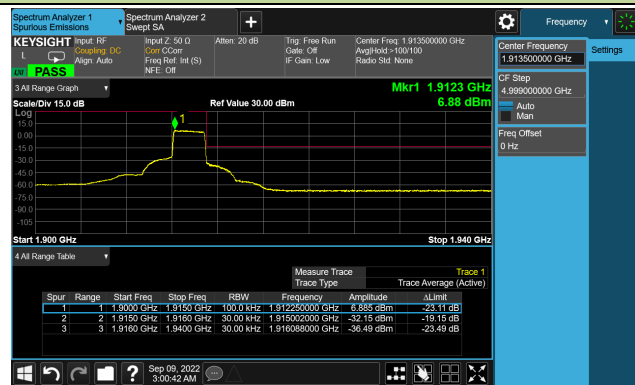 Spectrum Analyzer 1
Spurious Emissions
Spectrum Analyzer 2
Swept SA
Frequency
KEYSIGHT
L
PASS
Input: RF
Coupling: DC
Align: Auto
Input Z: 50 Ω
Corr CCorr
Freq Ref: Int (S)
NFE: Off
Atten: 20 dB
Trig: Free Run
Gate: Off
IF Gain: Low
Center Freq: 1.913500000 GHz
Avg|Hold:>100/100
Radio Std: None
Center Frequency
1.913500000 GHz
Settings
CF Step
4.999000000 GHz
Auto
Man
Freq Offset
0 Hz
3 All Range Graph
Mkr1 1.9123 GHz
Scale/Div 15.0 dB
Ref Value 30.00 dBm
6.88 dBm
Log
15.0
0.00
-15.0
-30.0
-45.0
-60.0
-75.0
-90.0
-105
1
Start 1.900 GHz
Stop 1.940 GHz
4 All Range Table
Measure Trace Trace 1
Trace Type Trace Average (Active)
Spur Range Start Freq Stop Freq RBW Frequency Amplitude ΔLimit
1 1 1.9000 GHz 1.9150 GHz 100.0 kHz 1.912250000 GHz 6.885 dBm -23.11 dB
2 2 1.9150 GHz 1.9160 GHz 30.00 kHz 1.915002000 GHz -32.15 dBm -19.15 dB
3 3 1.9160 GHz 1.9400 GHz 30.00 kHz 1.916088000 GHz -36.49 dBm -23.49 dB
Sep 09, 2022
3:00:42 AM